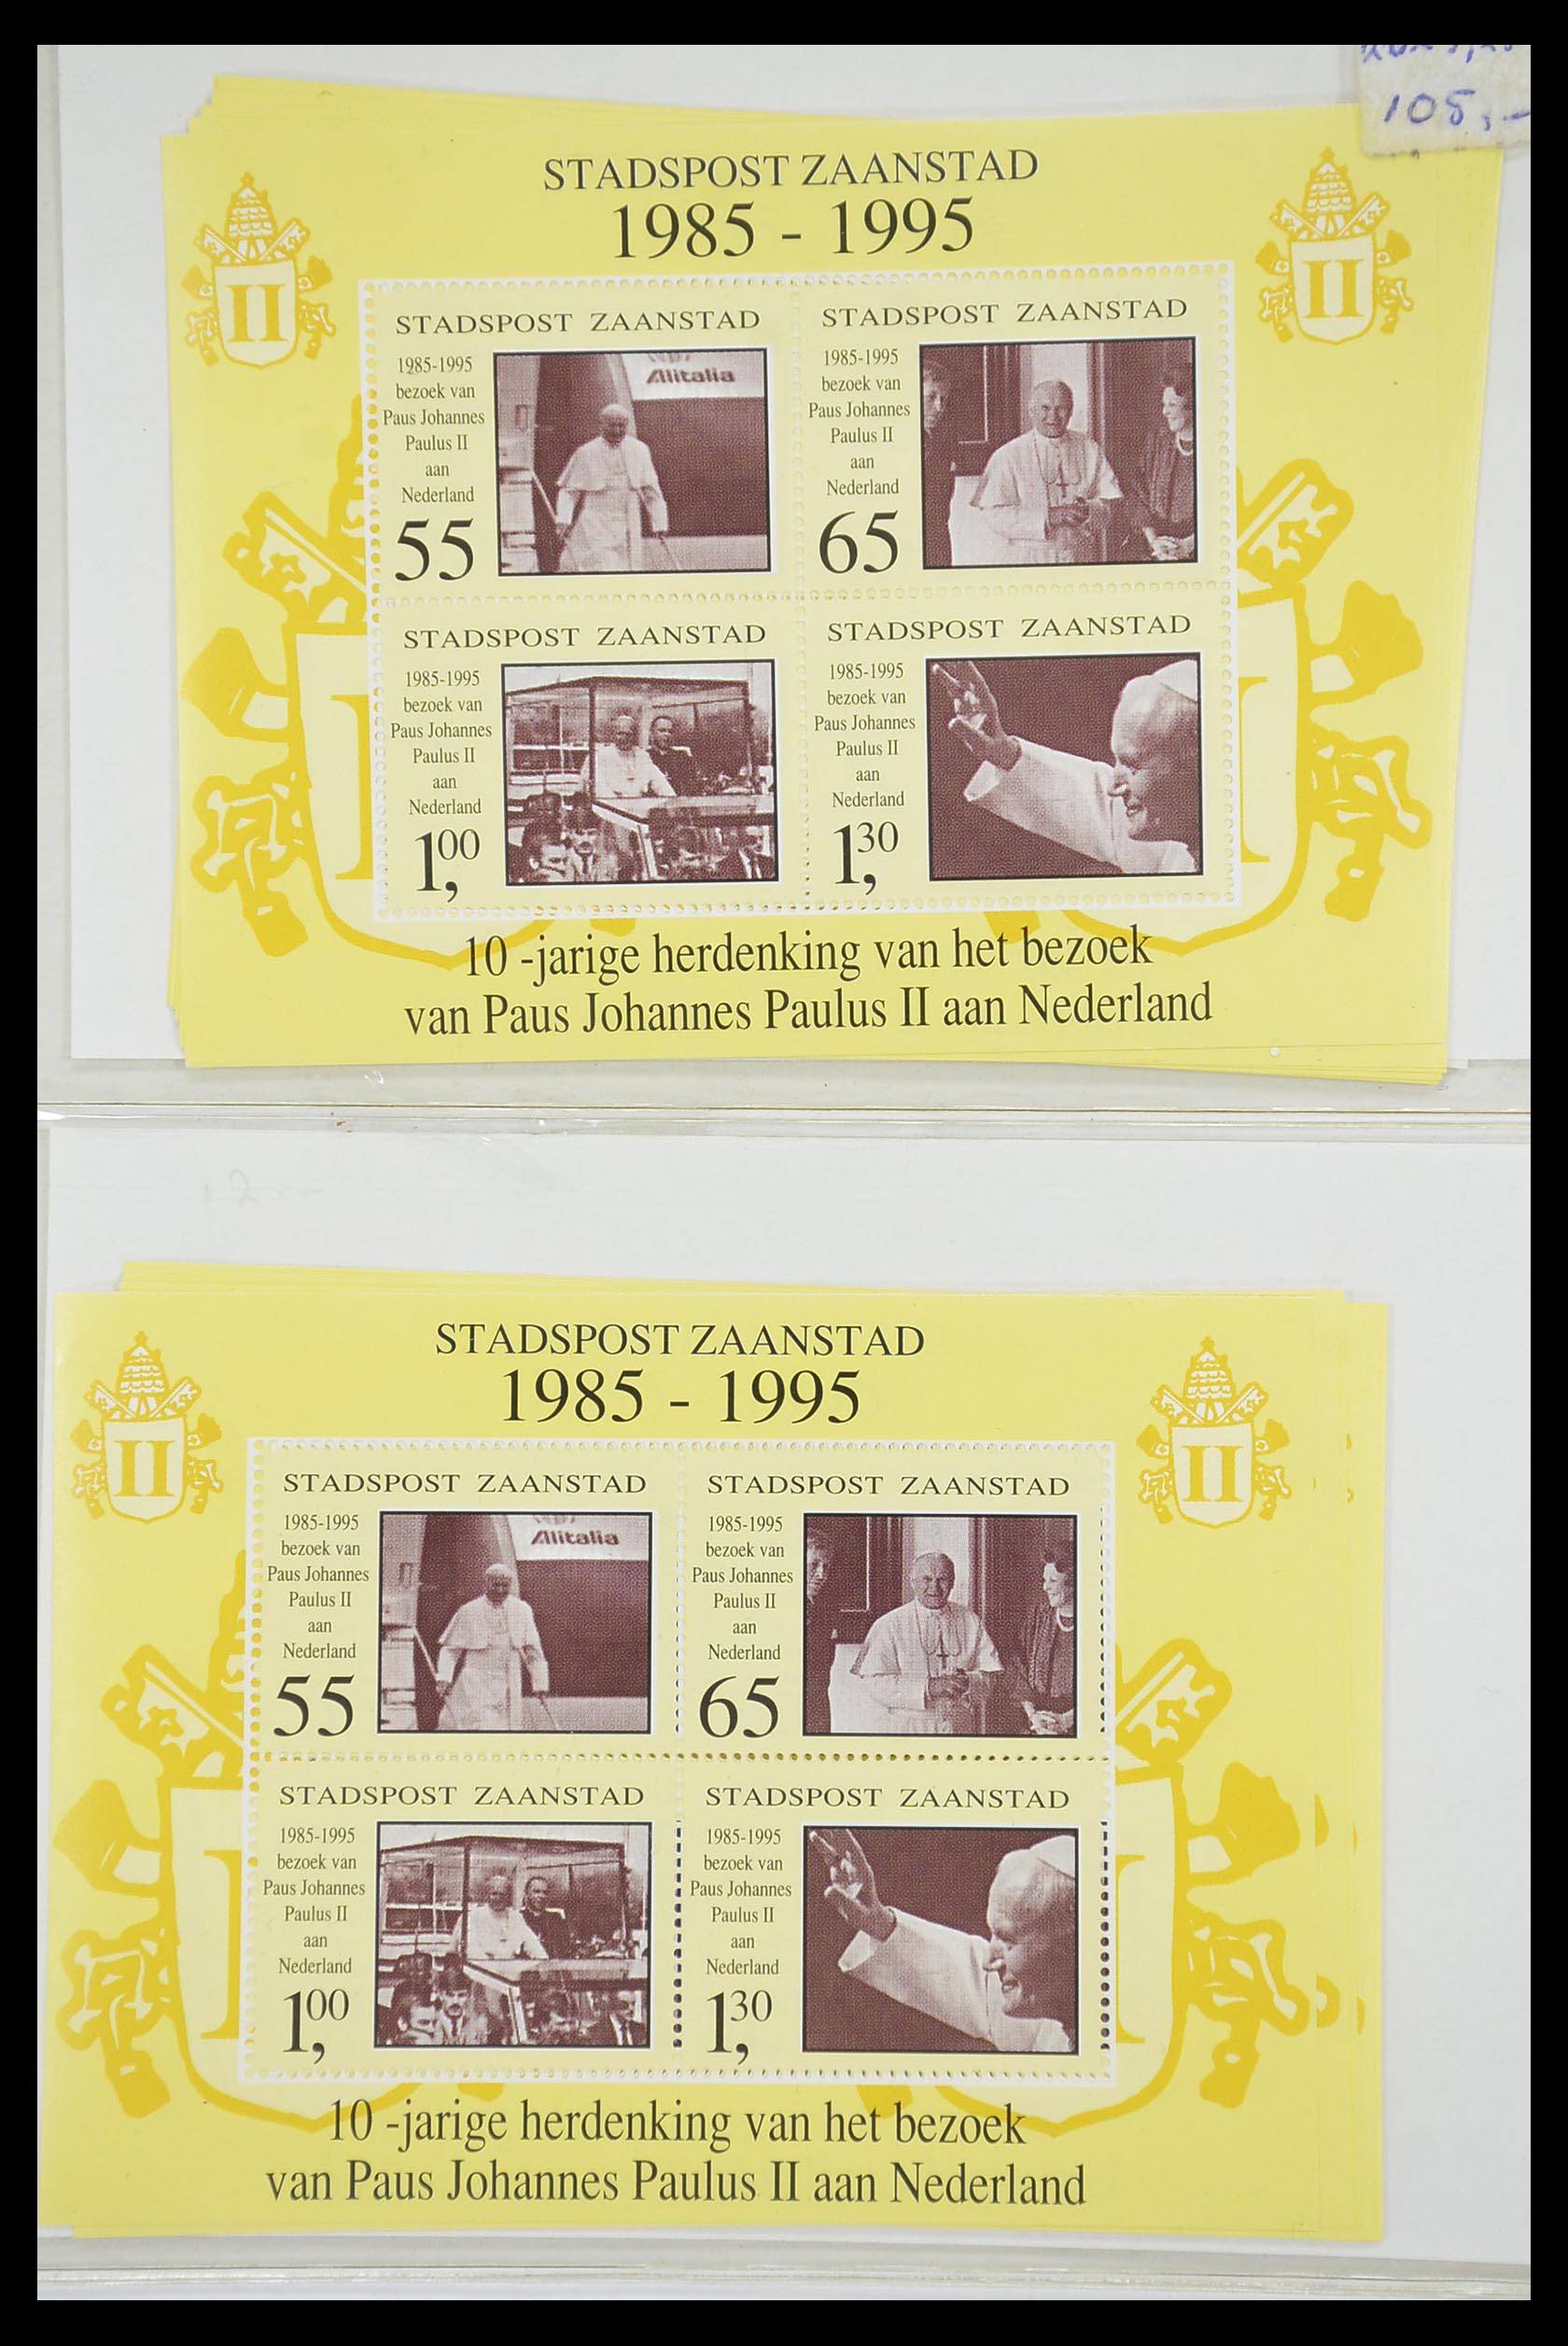 105,-
STADSPOST ZAANSTAD
1985 - 1995
II
II
STADSPOST ZAANSTAD
1985-1995
bezoek van
Paus Johannes
Paulus II
aan
Nederland
55
Alitalia
STADSPOST ZAANSTAD
1985-1995
bezoek van
Paus Johannes
Paulus II
aan
Nederland
65
STADSPOST ZAANSTAD
1985-1995
bezoek van
Paus Johannes
Paulus II
aan
Nederland
1,00
STADSPOST ZAANSTAD
1985-1995
bezoek van
Paus Johannes
Paulus II
aan
Nederland
1,30
10 -jarige herdenking van het bezoek
van Paus Johannes Paulus II aan Nederland
STADSPOST ZAANSTAD
1985 - 1995
II
II
STADSPOST ZAANSTAD
1985-1995
bezoek van
Paus Johannes
Paulus II
aan
Nederland
55
Alitalia
STADSPOST ZAANSTAD
1985-1995
bezoek van
Paus Johannes
Paulus II
aan
Nederland
65
STADSPOST ZAANSTAD
1985-1995
bezoek van
Paus Johannes
Paulus II
aan
Nederland
1,00
STADSPOST ZAANSTAD
1985-1995
bezoek van
Paus Johannes
Paulus II
aan
Nederland
1,30
10 -jarige herdenking van het bezoek
van Paus Johannes Paulus II aan Nederland